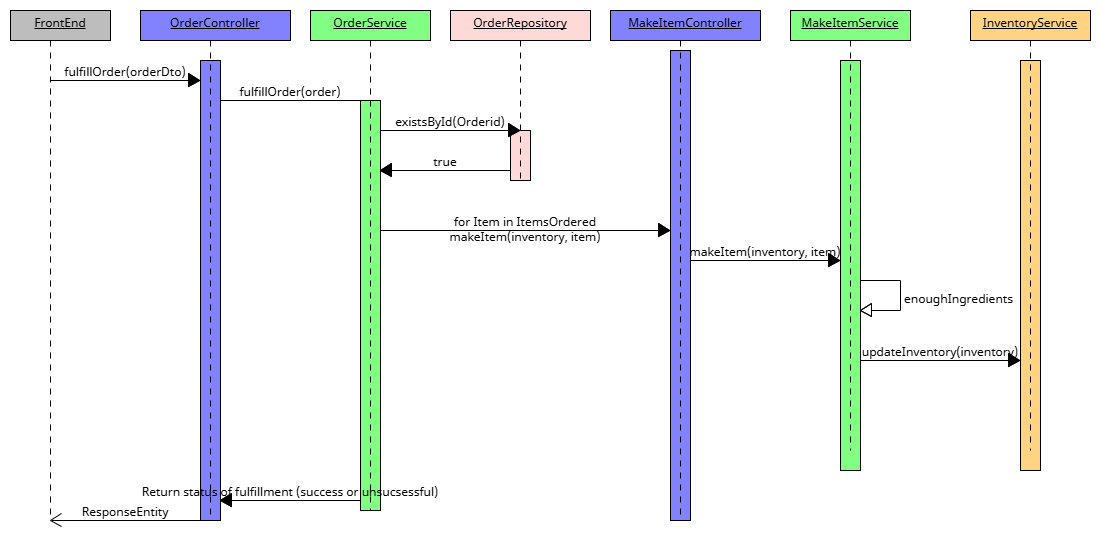 FrontEnd
OrderController
OrderService
OrderRepository
MakeItemController
MakeItemService
InventoryService
fulfillOrder(orderDto)
fulfillOrder(order)
existsById(Orderid)
true
for Item in ItemsOrdered
makeItem(inventory, item)
makeItem(inventory, item)
enoughIngredients
updateInventory(inventory)
Return status of fulfillment (success or unsucsessful)
ResponseEntity